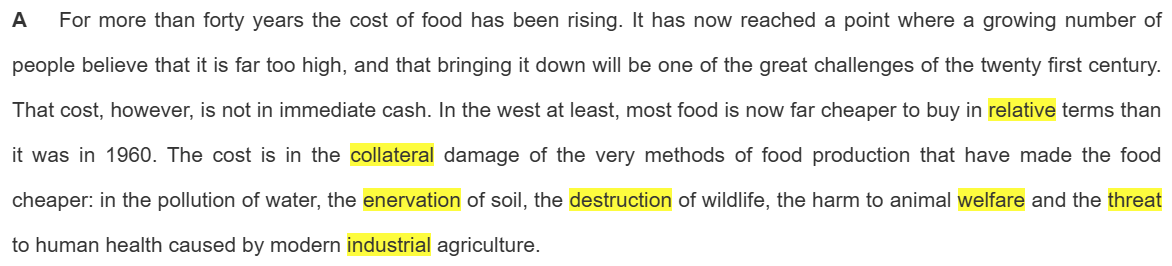 A For more than forty years the cost of food has been rising. It has now reached a point where a growing number of
people believe that it is far too high, and that bringing it down will be one of the great challenges of the twenty first century.
That cost, however, is not in immediate cash. In the west at least, most food is now far cheaper to buy in relative terms than
it was in 1960. The cost is in the collateral damage of the very methods of food production that have made the food
cheaper: in the pollution of water, the enervation of soil, the destruction of wildlife, the harm to animal welfare and the threat
to human health caused by modern industrial agriculture.